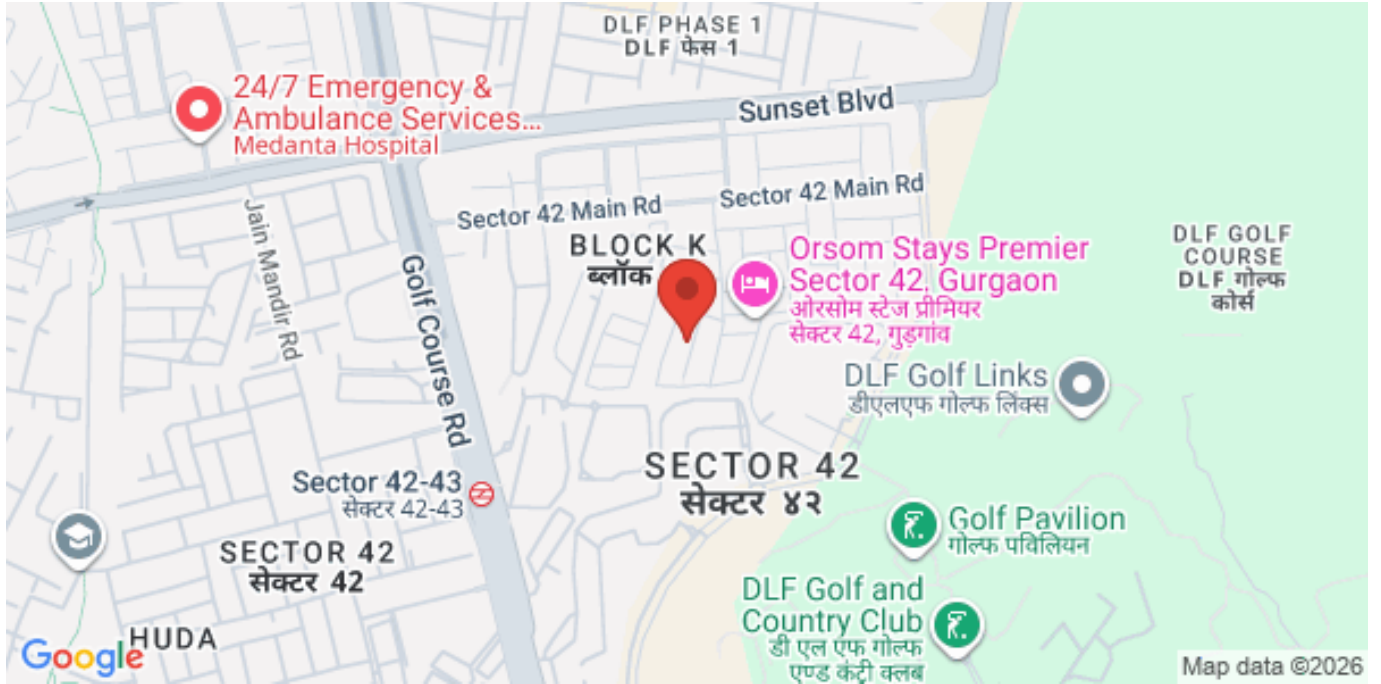 DLF PHASE 1
DLF फेस 1
24/7 Emergency &
Ambulance Services...
Medanta Hospital
Sunset Blvd
Sector 42 Main Rd
Sector 42 Main Rd
Jain Mandir Rd
BLOCK K
ब्लॉक
Golf Course Rd
Orsom Stays Premier
Sector 42, Gurgaon
ओरसोम स्टेज प्रीमियर
सेक्टर 42, गुड़गांव
DLF GOLF
COURSE
DLF गोल्फ
कोर्स
DLF Golf Links
डीएलएफ गोल्फ लिंक्स
SECTOR 42
सेक्टर ४२
Sector 42-43
सेक्टर 42-43
Golf Pavilion
गोल्फ पविलियन
SECTOR 42
सेक्टर 42
DLF Golf and
Country Club
डी एल एफ गोल्फ
एण्ड कंट्री क्लब
HUDA
Google
Map data ©2026